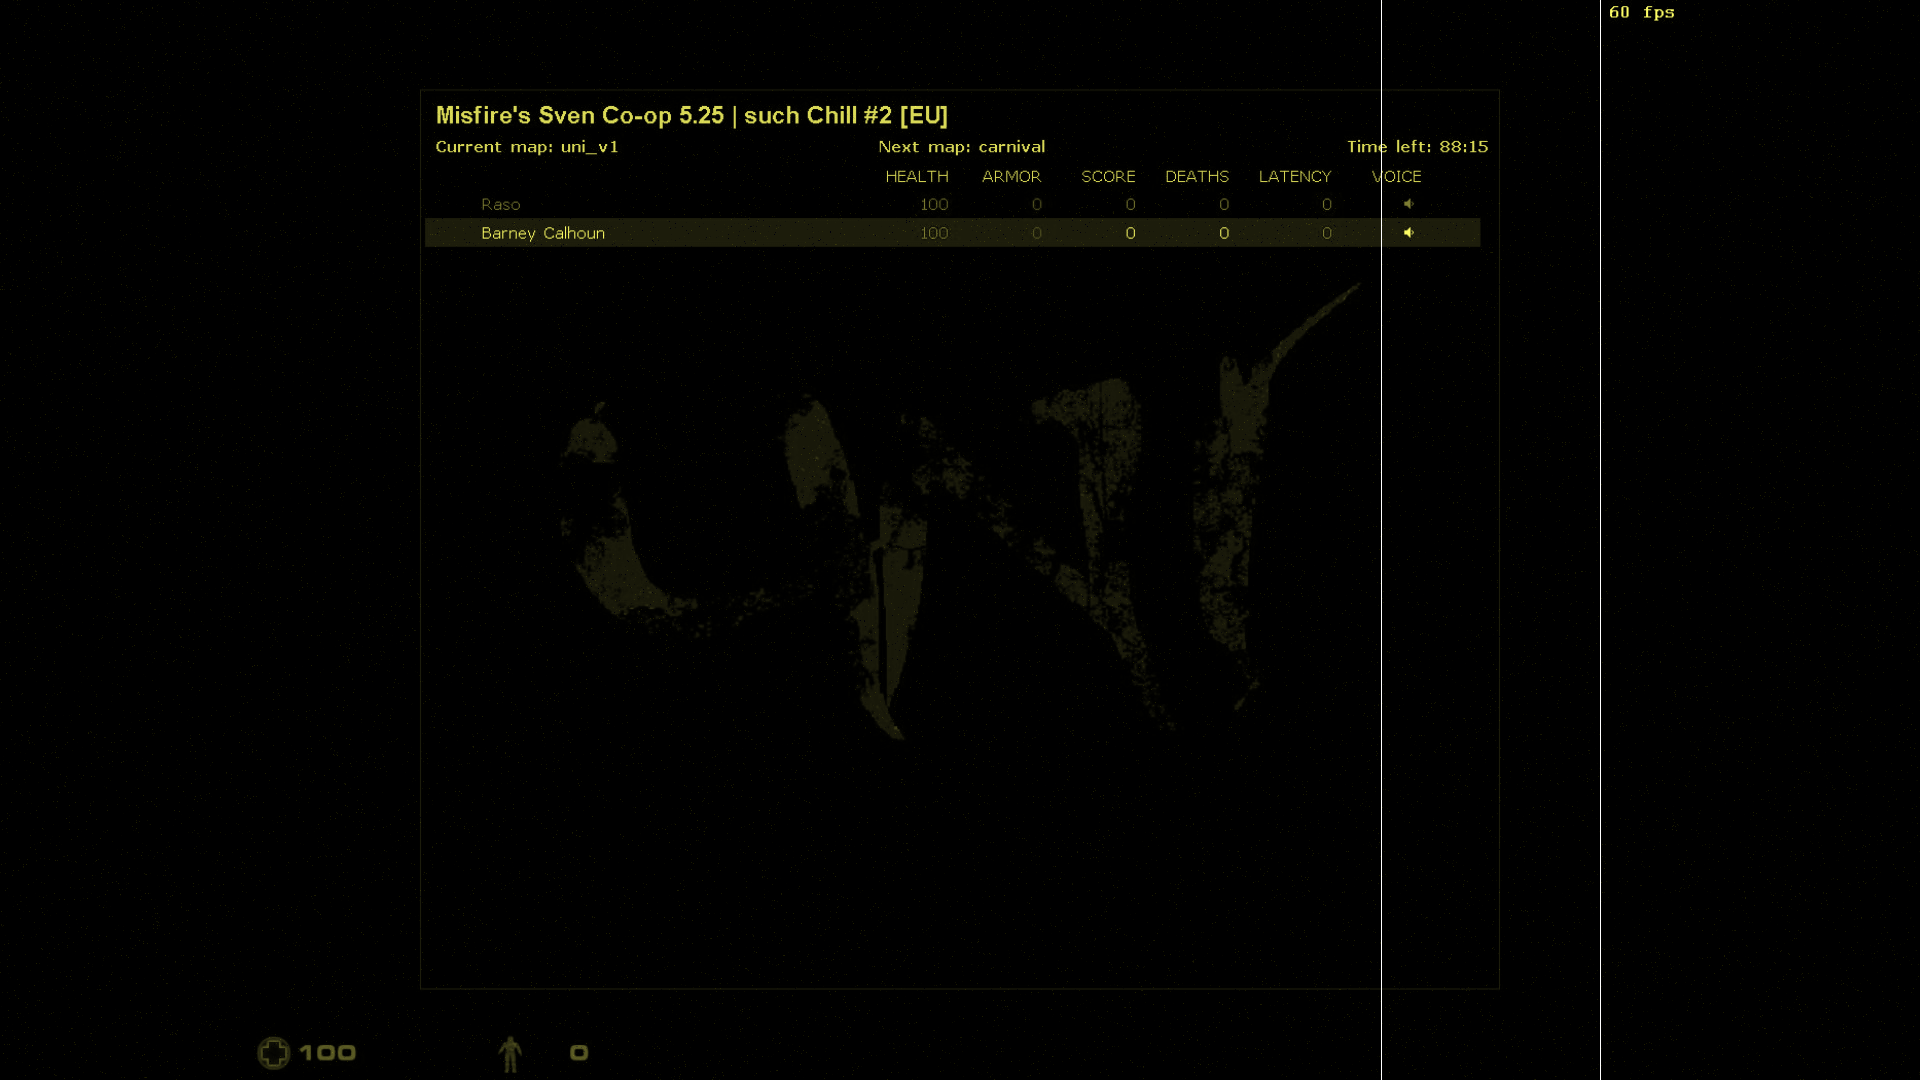 60 fps
Misfire's Sven Co-op 5.25 | such Chill #2 [EU]
Current map: uni_v1 Next map: carnival Time left: 88:15
HEALTH ARMOR SCORE DEATHS LATENCY VOICE
Raso 100 0 0 0 0
Barney Calhoun 100 0 0 0 0
UNI
100 0